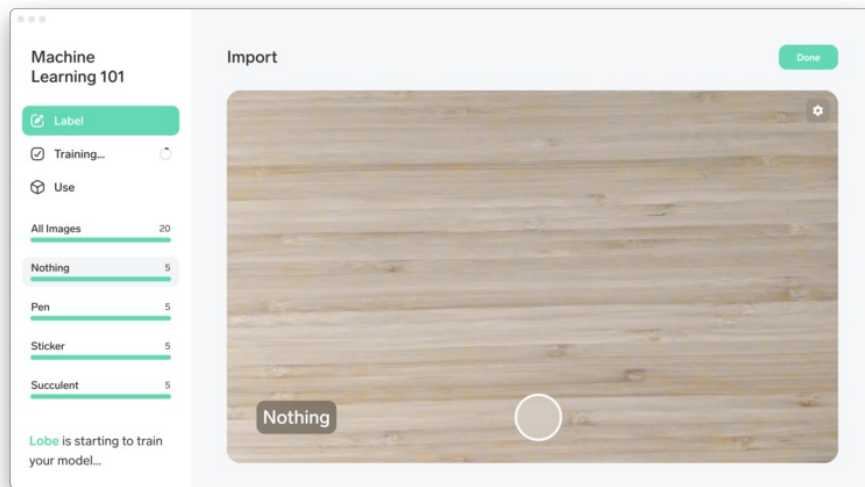 Machine
Learning 101
Label
Training...
Use
All Images 20
Nothing 5
Pen 5
Sticker 5
Succulent 5
Lobe is starting to train
your model...
Import
Done
Nothing